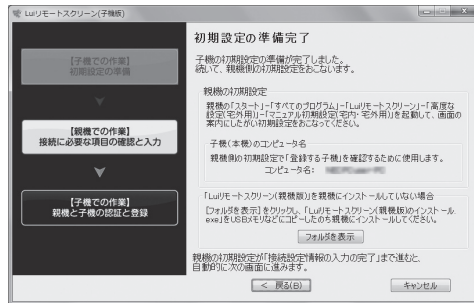 Luiリモートスクリーン(子機版)
【子機での作業】
初期設定の準備
【親機での作業】
接続に必要な項目の確認と入力
【子機での作業】
親機と子機の認証と登録
初期設定の準備完了
子機の初期設定の準備が完了しました。
続いて、親機側の初期設定をおこないます。
親機の初期設定
親機の「スタート」-「すべてのプログラム」-「Luiリモートスクリーン」-「高度な
設定(宅外用)」-「マニュアル初期設定(宅内・宅外用)」を起動して、画面の
案内にしたがい初期設定をおこなってください。
子機(本機)のコンピュータ名
親機側の初期設定で「登録する子機」を確認するために使用します。
コンピュータ名:
「Luiリモートスクリーン(親機版)」を親機にインストールしていない場合
[フォルダを表示]をクリックし、「Luiリモートスクリーン(親機版)のインストール
exe」をUSBメモリなどにコピーしたのち親機にインストールしてください。
フォルダを表示
親機の初期設定が「接続設定情報の入力の完了」まで進むと、
自動的に次の画面に進みます。
< 戻る(B)
キャンセル